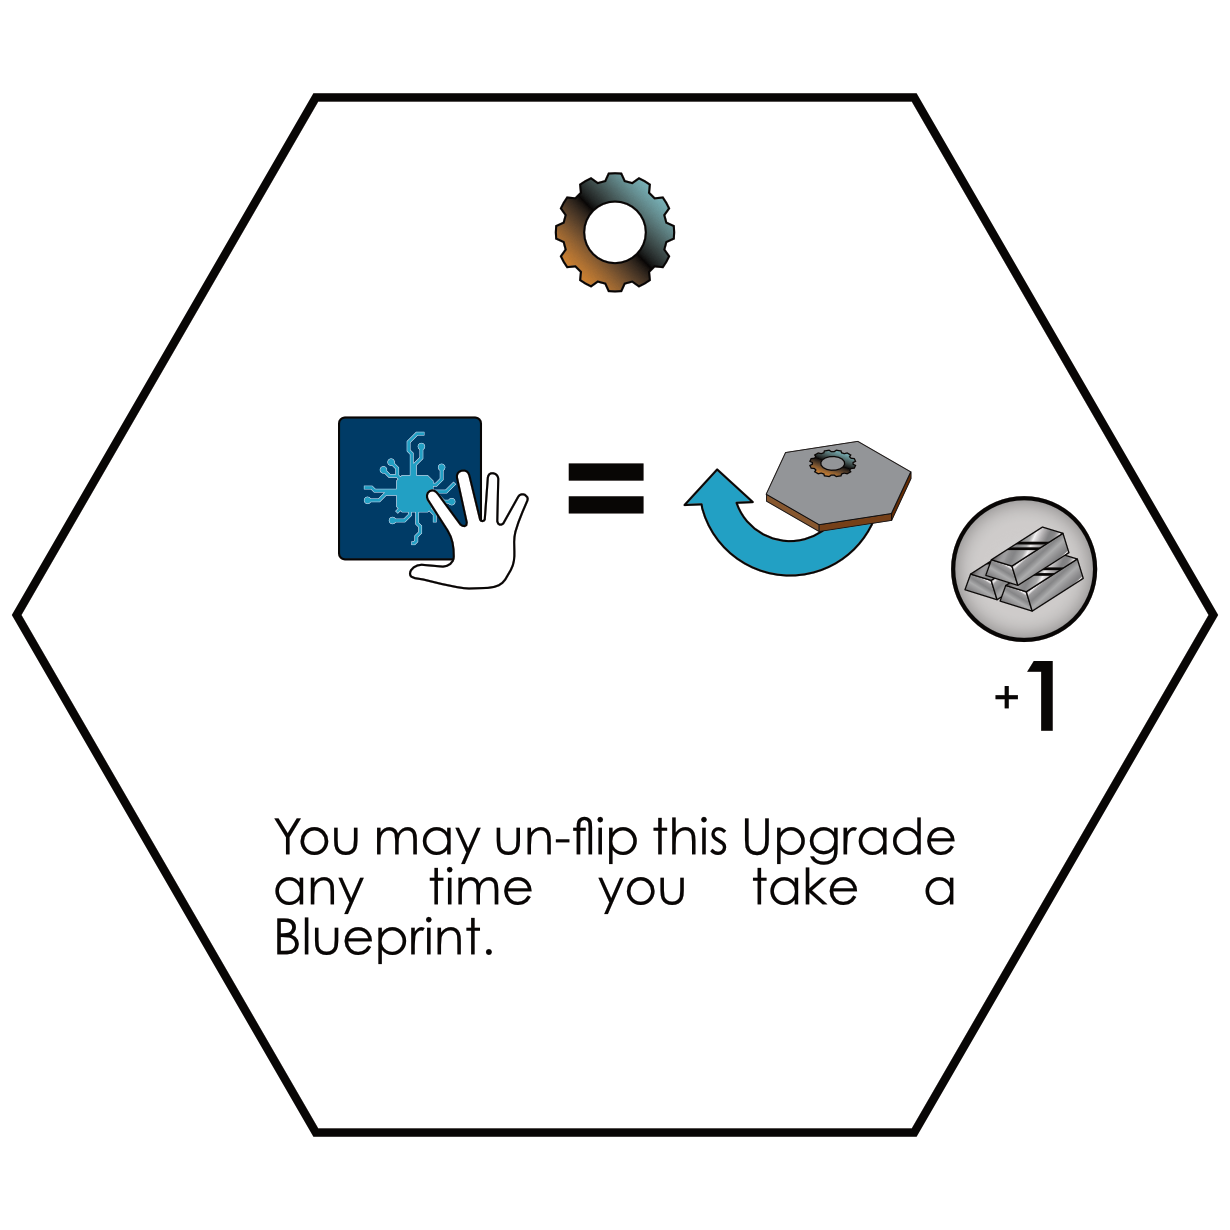 =
+1
You may un-flip this Upgrade
any time you take a
Blueprint.